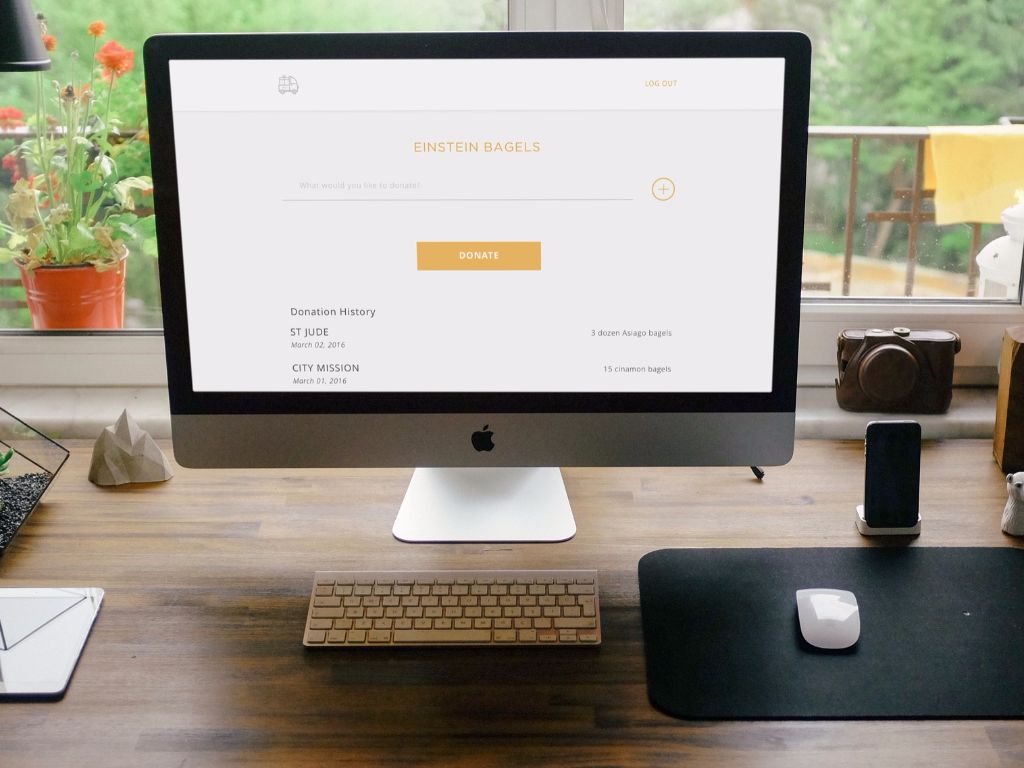 LOG OUT
EINSTEIN BAGELS
What would you like to donate?
DONATE
Donation History
ST JUDE
3 dozen Asiago bagels
March 02, 2016
CITY MISSION
15 cinamon bagels
March 01, 2016